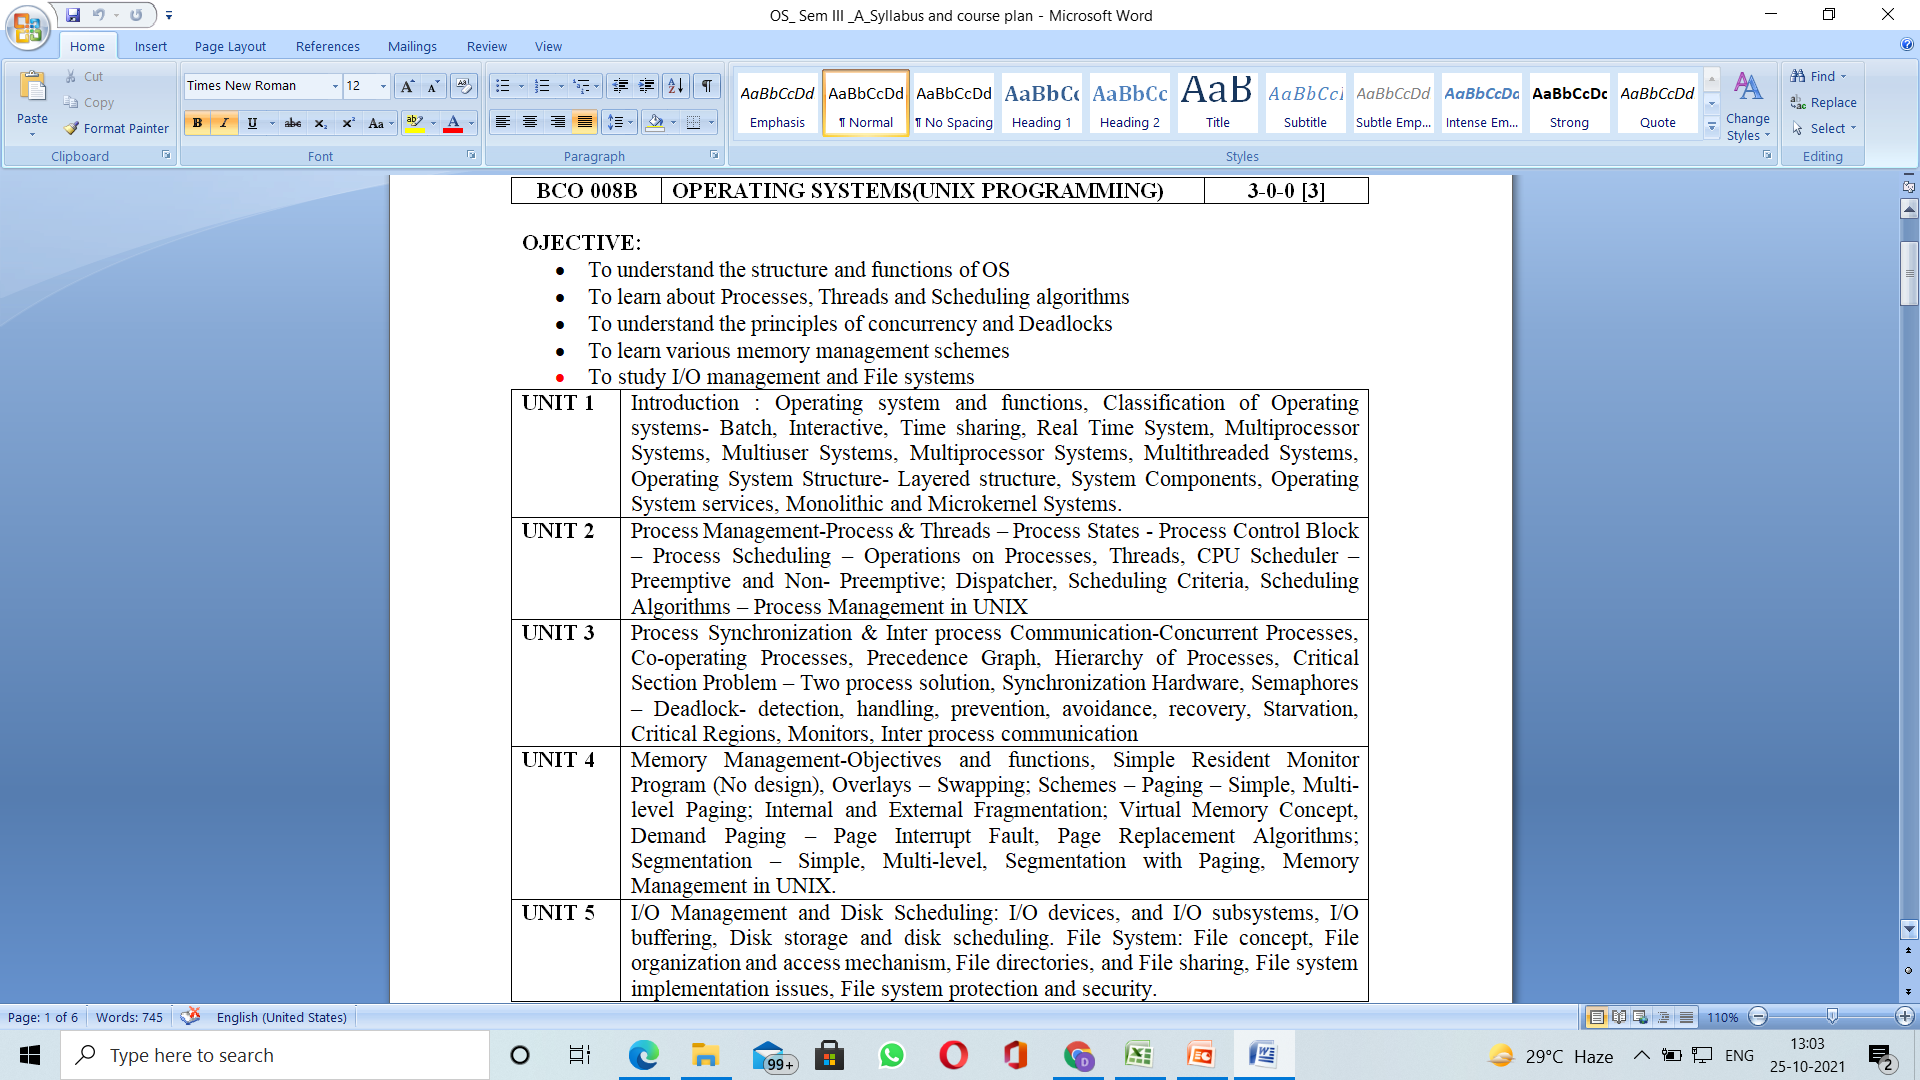 OS_ Sem III _A_Syllabus and course plan - Microsoft Word
Home Insert Page Layout References Mailings Review View
Paste
Cut
Copy
Format Painter
Clipboard
Times New Roman 12
B I U abc x₂ x² Aa
Font
Paragraph
AaBbCcDd AaBbCcDd AaBbCcDd AaBbCc AaBbCc AaB AaBbCcI AaBbCcDd AaBbCcDd AaBbCcDc AaBbCcDd
Emphasis ¶ Normal ¶ No Spacing Heading 1 Heading 2 Title Subtitle Subtle Emp... Intense Em... Strong Quote
Styles
Change
Styles
Find
Replace
Select
Editing
BCO 008B OPERATING SYSTEMS(UNIX PROGRAMMING) 3-0-0 [3]
OJECTIVE:
• To understand the structure and functions of OS
• To learn about Processes, Threads and Scheduling algorithms
• To understand the principles of concurrency and Deadlocks
• To learn various memory management schemes
• To study I/O management and File systems
UNIT 1 Introduction : Operating system and functions, Classification of Operating
systems- Batch, Interactive, Time sharing, Real Time System, Multiprocessor
Systems, Multiuser Systems, Multiprocessor Systems, Multithreaded Systems,
Operating System Structure- Layered structure, System Components, Operating
System services, Monolithic and Microkernel Systems.
UNIT 2 Process Management-Process & Threads – Process States - Process Control Block
– Process Scheduling – Operations on Processes, Threads, CPU Scheduler –
Preemptive and Non- Preemptive; Dispatcher, Scheduling Criteria, Scheduling
Algorithms – Process Management in UNIX
UNIT 3 Process Synchronization & Inter process Communication-Concurrent Processes,
Co-operating Processes, Precedence Graph, Hierarchy of Processes, Critical
Section Problem – Two process solution, Synchronization Hardware, Semaphores
– Deadlock- detection, handling, prevention, avoidance, recovery, Starvation,
Critical Regions, Monitors, Inter process communication
UNIT 4 Memory Management-Objectives and functions, Simple Resident Monitor
Program (No design), Overlays – Swapping; Schemes – Paging – Simple, Multi-
level Paging; Internal and External Fragmentation; Virtual Memory Concept,
Demand Paging – Page Interrupt Fault, Page Replacement Algorithms;
Segmentation – Simple, Multi-level, Segmentation with Paging, Memory
Management in UNIX.
UNIT 5 I/O Management and Disk Scheduling: I/O devices, and I/O subsystems, I/O
buffering, Disk storage and disk scheduling. File System: File concept, File
organization and access mechanism, File directories, and File sharing, File system
implementation issues, File system protection and security.
Page: 1 of 6 Words: 745 English (United States) 110%
Type here to search
99+
D
29°C Haze ENG
13:03
25-10-2021
2